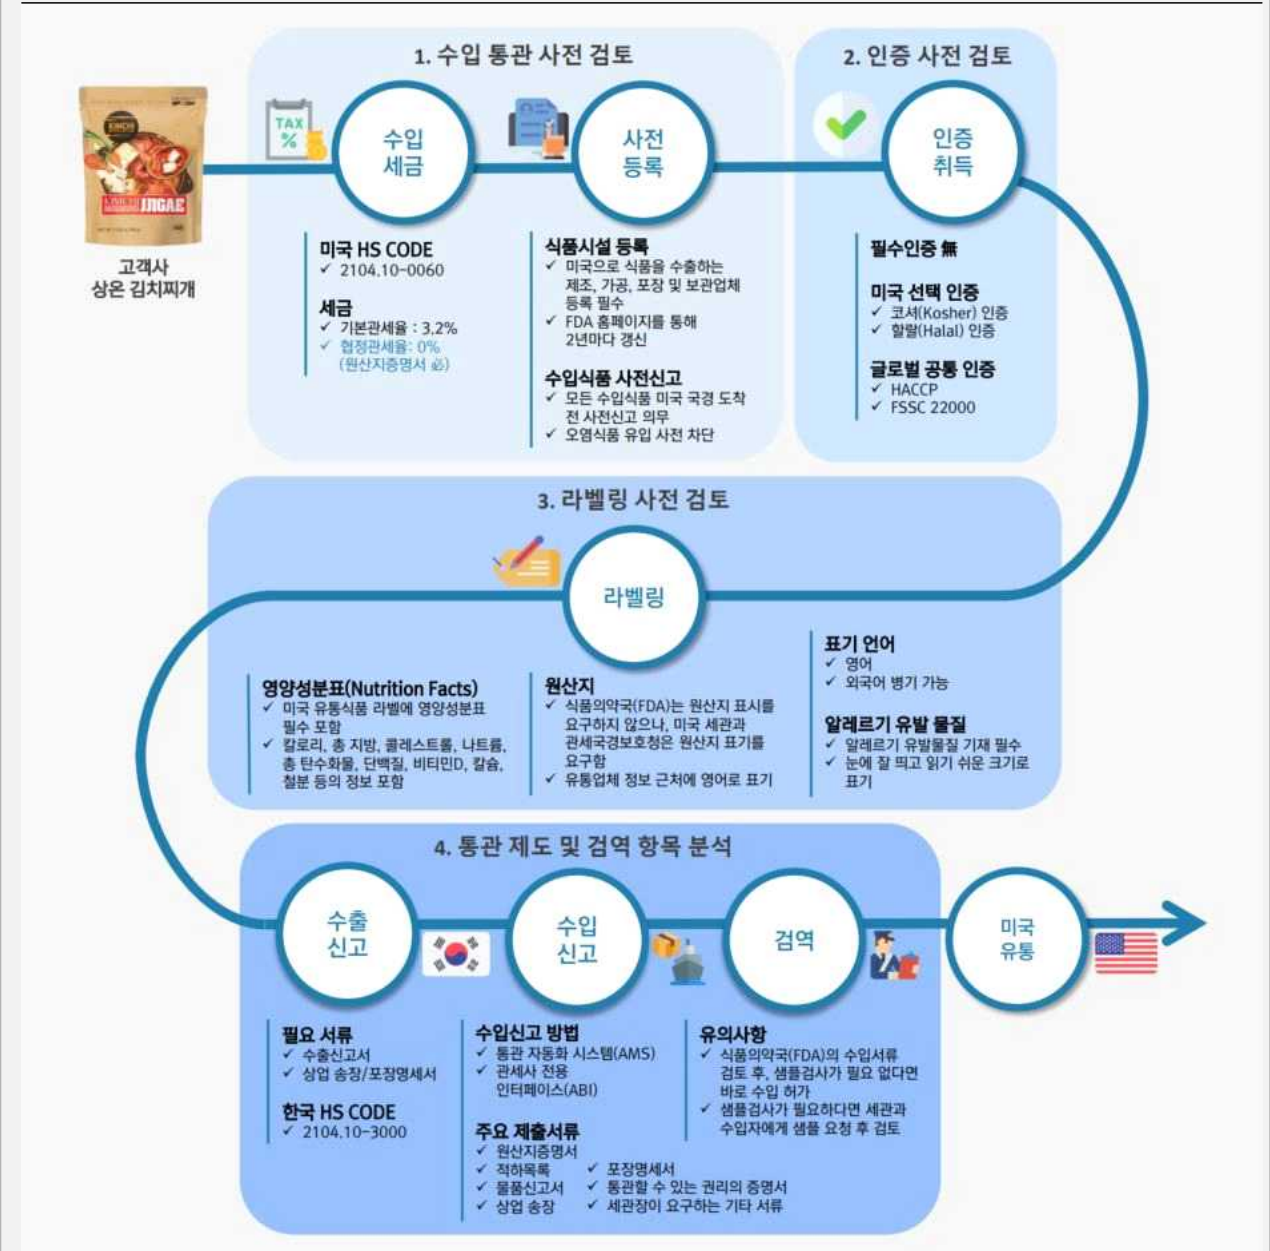 1. 수입 통관 사전 검토
2. 인증 사전 검토
TAX
%
수입
세금
사전
등록
인증
취득
KIMCHI
JJIGAE
고객사
상온 김치찌개
미국 HS CODE
✓ 2104.10-0060
세금
✓ 기본관세율 : 3.2%
✓ 협정관세율: 0%
(원산지증명서 必)
식품시설 등록
✓ 미국으로 식품을 수출하는
제조, 가공, 포장 및 보관업체
등록 필수
✓ FDA 홈페이지를 통해
2년마다 갱신
수입식품 사전신고
✓ 모든 수입식품 미국 국경 도착
전 사전신고 의무
✓ 오염식품 유입 사전 차단
필수인증 無
미국 선택 인증
✓ 코셔(Kosher) 인증
✓ 할랄(Halal) 인증
글로벌 공통 인증
✓ HACCP
✓ FSSC 22000
3. 라벨링 사전 검토
라벨링
영양성분표(Nutrition Facts)
✓ 미국 유통식품 라벨에 영양성분표
필수 포함
✓ 칼로리, 총 지방, 콜레스트롤, 나트륨,
총 탄수화물, 단백질, 비티민D, 칼슘,
철분 등의 정보 포함
원산지
✓ 식품의약국(FDA)는 원산지 표시를
요구하지 않으나, 미국 세관과
관세국경보호청은 원산지 표기를
요구함
✓ 유통업체 정보 근처에 영어로 표기
표기 언어
✓ 영어
✓ 외국어 병기 가능
알레르기 유발 물질
✓ 알레르기 유발물질 기재 필수
✓ 눈에 잘 띄고 읽기 쉬운 크기로
표기
4. 통관 제도 및 검역 항목 분석
수출
신고
수입
신고
검역
미국
유통
필요 서류
✓ 수출신고서
✓ 상업 송장/포장명세서
한국 HS CODE
✓ 2104.10-3000
수입신고 방법
✓ 통관 자동화 시스템(AMS)
✓ 관세사 전용
인터페이스(ABI)
주요 제출서류
✓ 원산지증명서
✓ 적하목록
✓ 물품신고서
✓ 상업 송장
✓ 포장명세서
✓ 통관할 수 있는 권리의 증명서
✓ 세관장이 요구하는 기타 서류
유의사항
✓ 식품의약국(FDA)의 수입서류
검토 후, 샘플검사가 필요 없다면
바로 수입 허가
✓ 샘플검사가 필요하다면 세관과
수입자에게 샘플 요청 후 검토